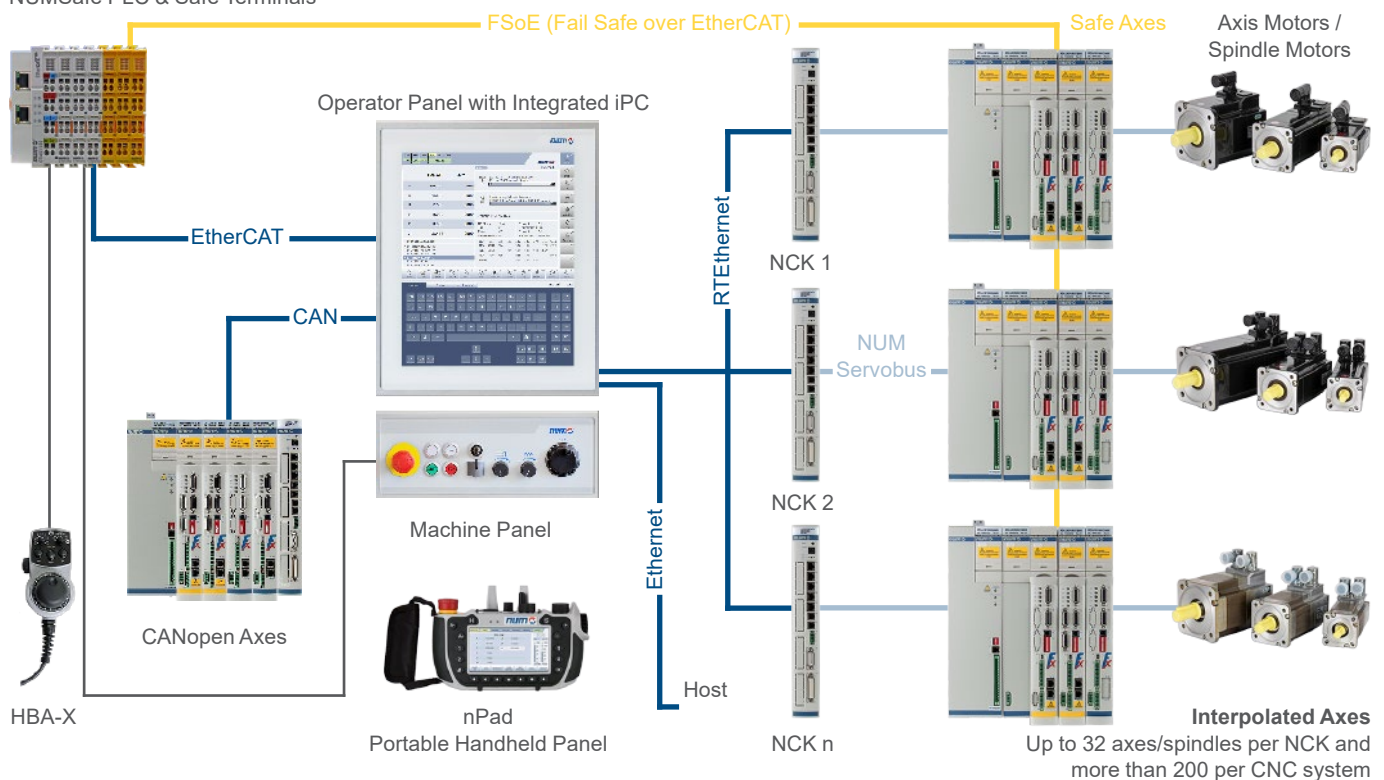 NUMSafe PLC & Safe Terminals
FSoE (Fail Safe over EtherCAT)
Safe Axes
Axis Motors /
Spindle Motors
Operator Panel with Integrated iPC
num
EtherCAT
RTEthernet
NCK 1
CAN
NUM
Servobus
num
Machine Panel
NCK 2
Ethernet
CANopen Axes
num
Host
HBA-X
nPad
Portable Handheld Panel
NCK n
Interpolated Axes
Up to 32 axes/spindles per NCK and
more than 200 per CNC system